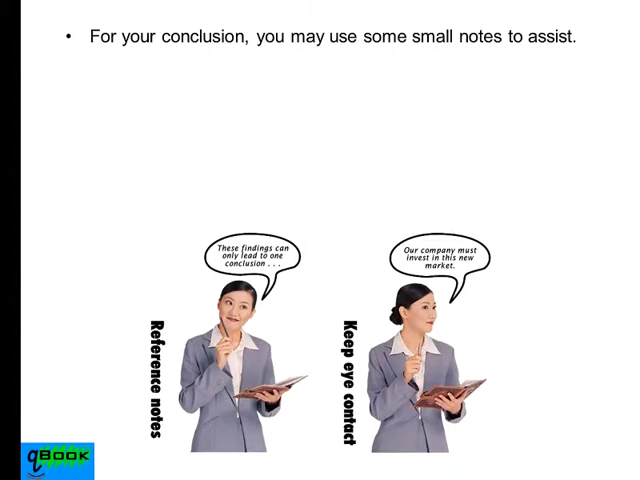 • For your conclusion, you may use some small notes to assist.
These findings can
only lead to one
conclusion . . .
Our company must
invest in this new
market.
Reference notes
Keep eye contact
qBOOK